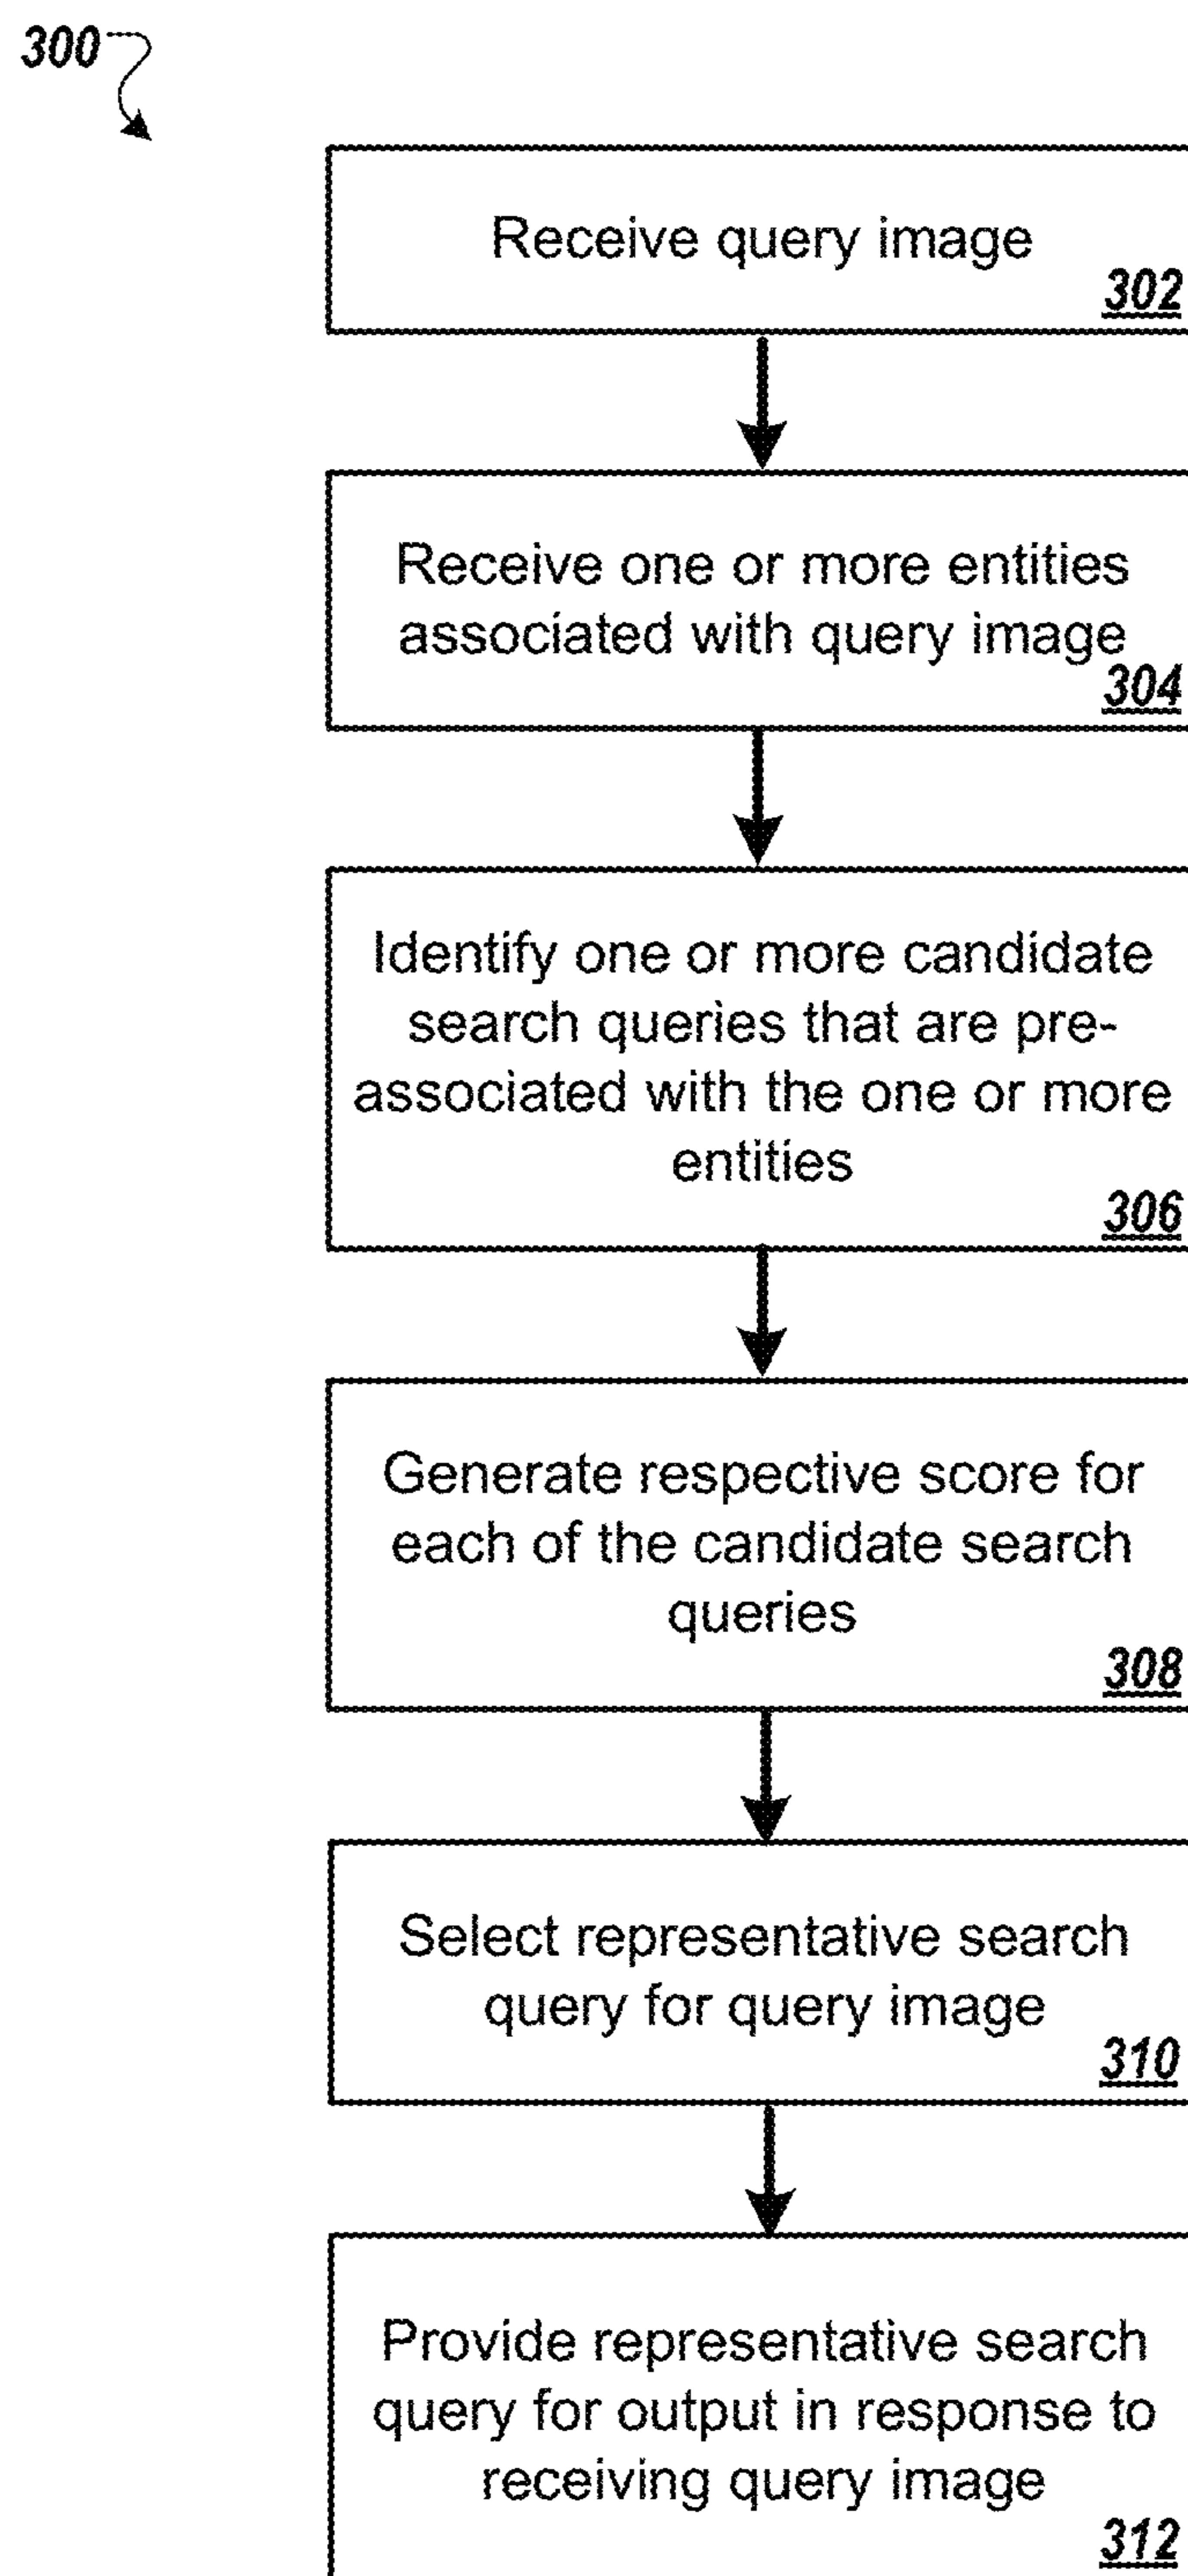 300
Receive query image
302
Receive one or more entities
associated with query image
304
Identify one or more candidate
search queries that are pre-
associated with the one or more
entities
306
Generate respective score for
each of the candidate search
queries
308
Select representative search
query for query image
310
Provide representative search
query for output in response to
receiving query image
312